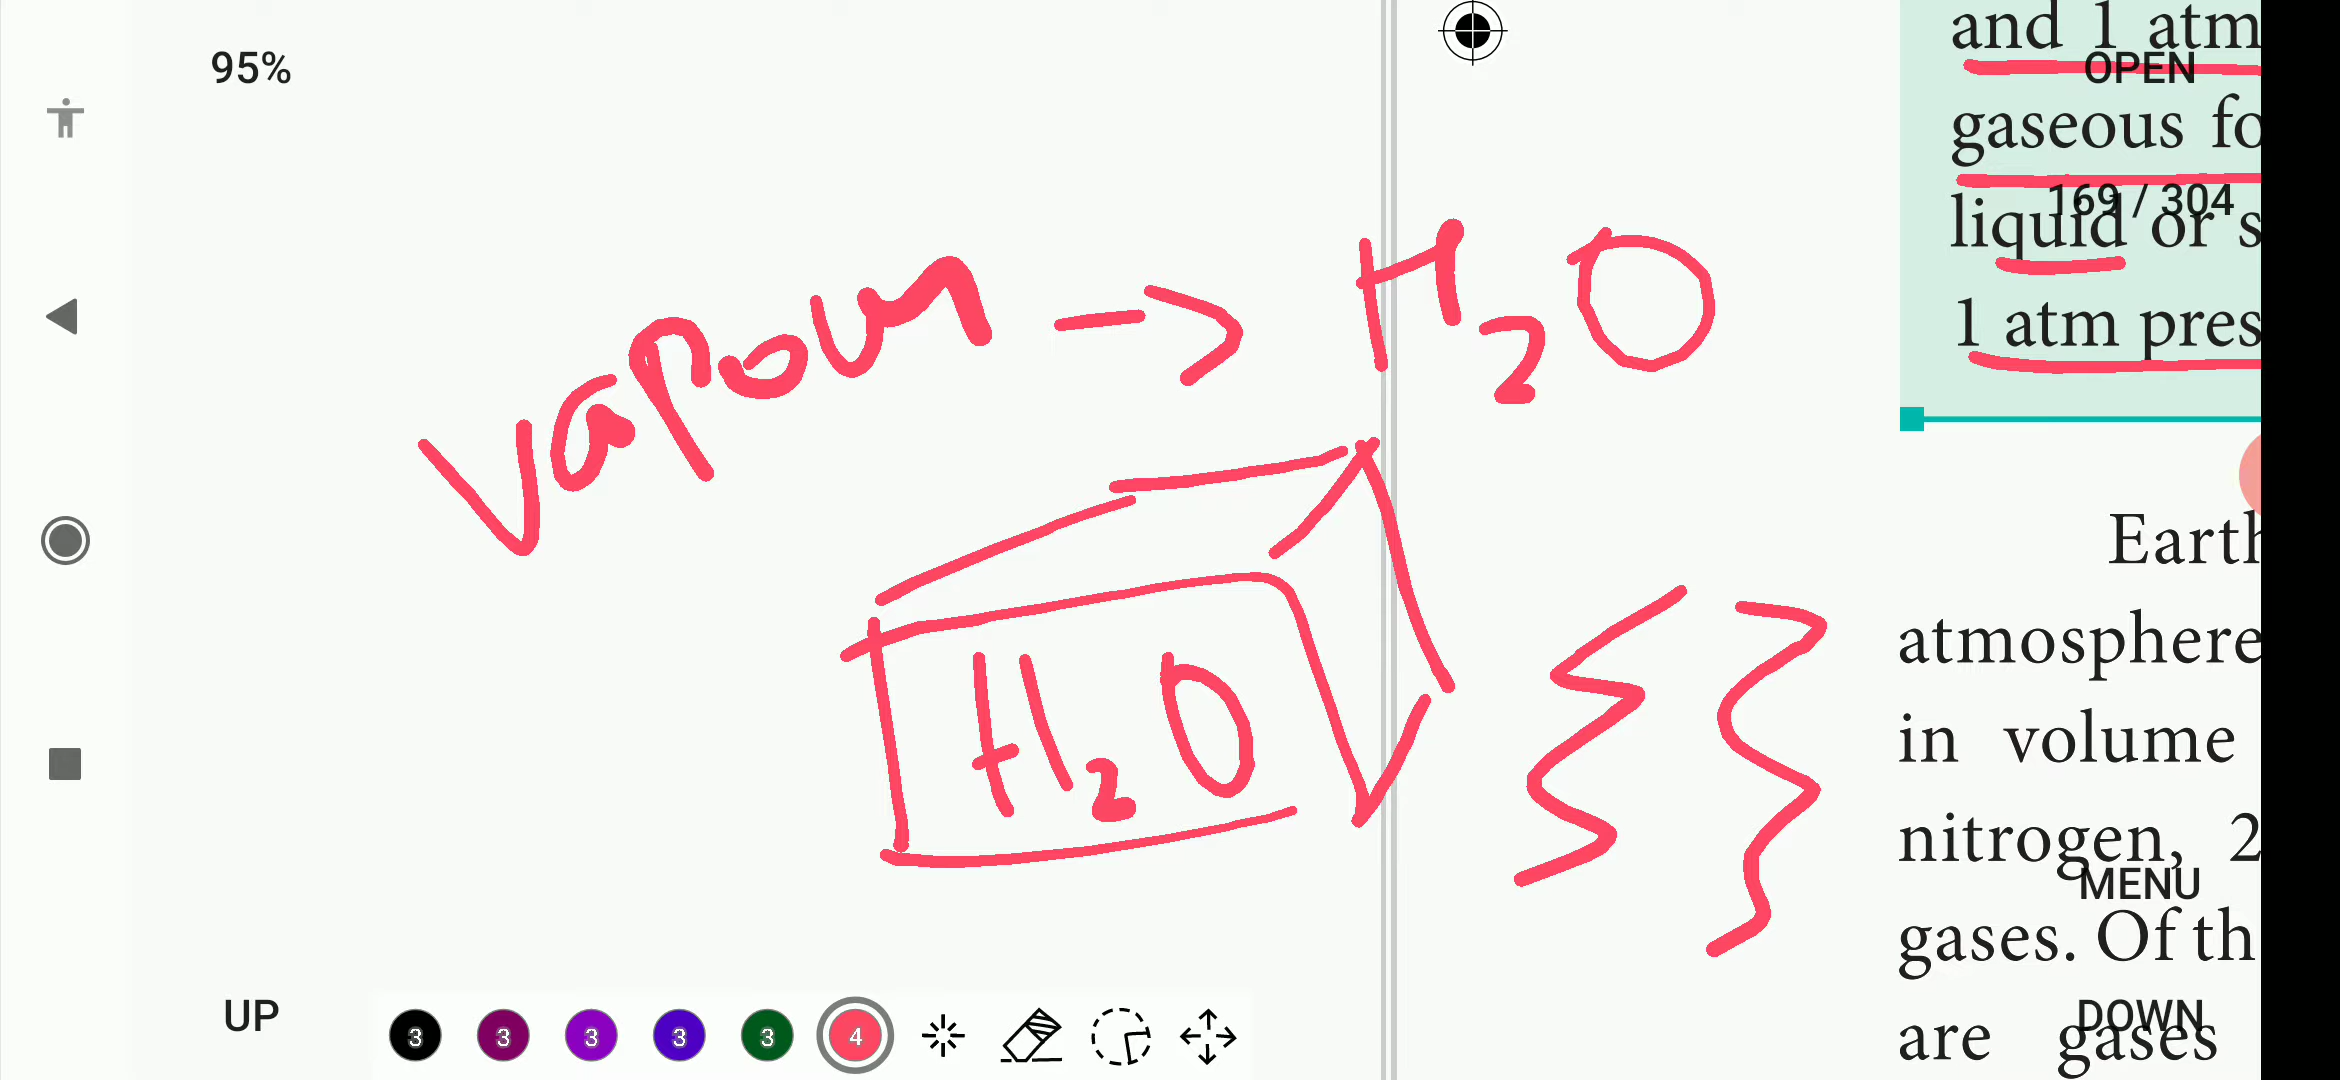 95%
and 1 atm
OPEN
gaseous fo
169 / 304
liquid or s
1 atm pres
vapour → H2O
H2O
Earth
atmosphere
in volume
nitrogen, 2
MENU
gases. Of th
UP
DOWN
are gases
3 3 3 3 3 4